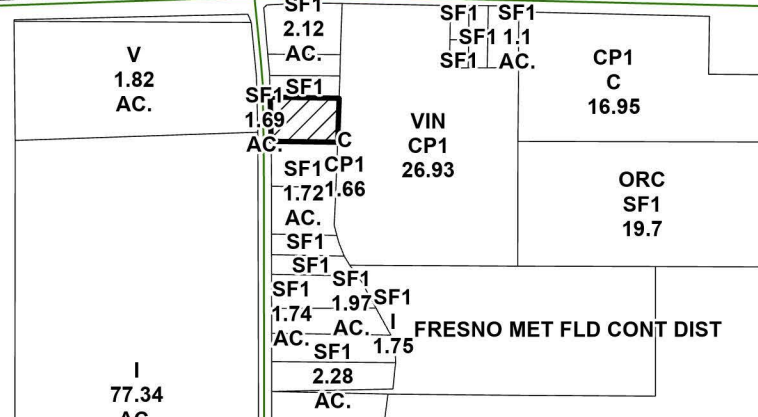 SF1
2.12
AC.
SF1
SF1
SF1
1.1
SF1
AC.
V
1.82
AC.
CP1
C
16.95
SF1
SF1
1.69
AC.
VIN
CP1
26.93
C
CP1
1.66
SF1
1.72
AC.
ORC
SF1
19.7
SF1
SF1
SF1
1.97
AC.
SF1
1.74
AC.
SF1
I
1.75
FRESNO MET FLD CONT DIST
SF1
2.28
AC.
I
77.34
AC.